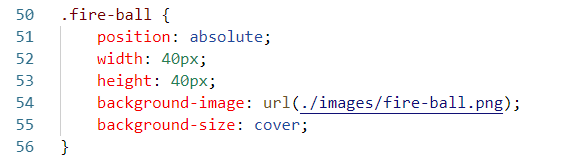 50 .fire-ball {
51     position: absolute;
52     width: 40px;
53     height: 40px;
54     background-image: url(./images/fire-ball.png);
55     background-size: cover;
56 }